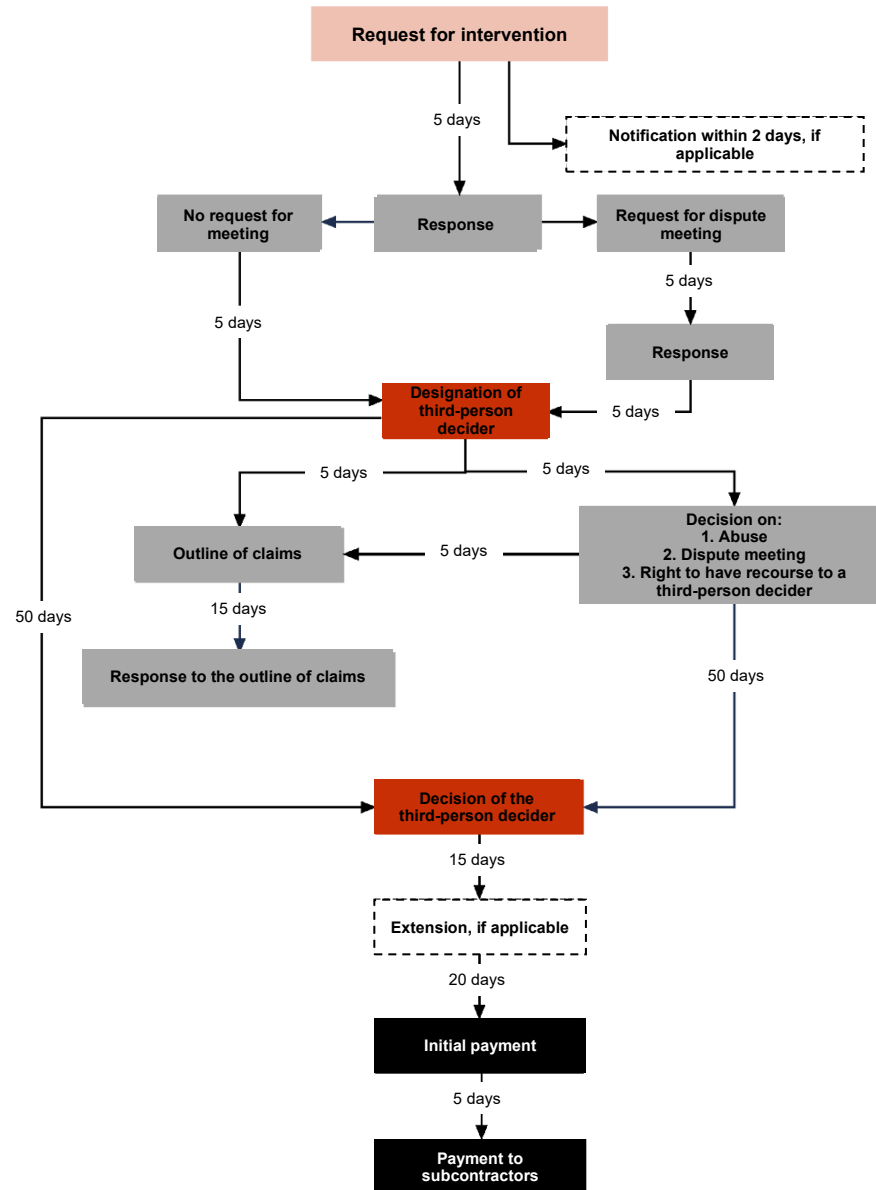 Request for intervention
5 days
Notification within 2 days, if
applicable
No request for
meeting
Response
Request for dispute
meeting
5 days
5 days
Response
Designation of
third-person
decider
5 days
5 days
5 days
Decision on:
1. Abuse
2. Dispute meeting
3. Right to have recourse to a
third-person decider
Outline of claims
5 days
15 days
50 days
Response to the outline of claims
50 days
Decision of the
third-person decider
15 days
Extension, if applicable
20 days
Initial payment
5 days
Payment to
subcontractors